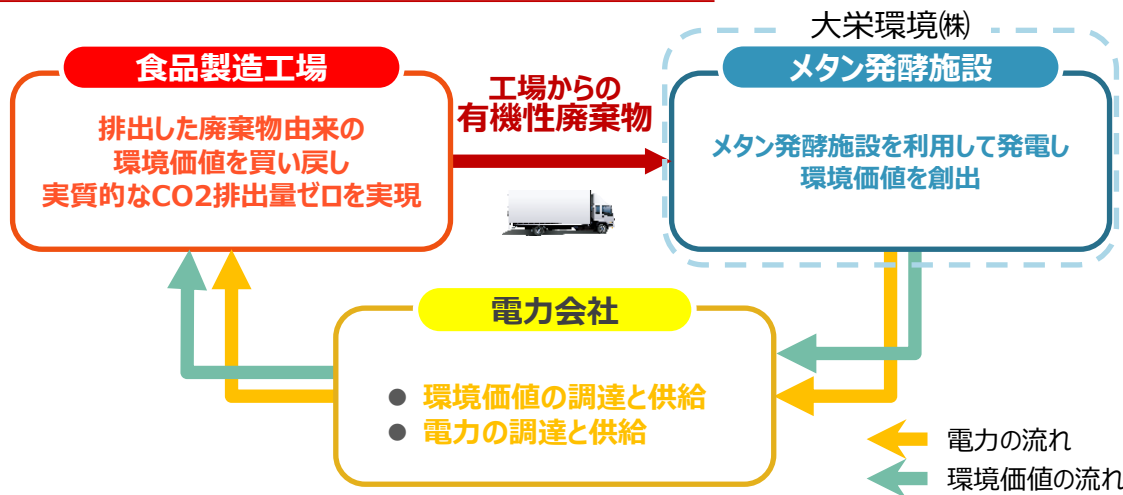 大栄環境㈱
食品製造工場
排出した廃棄物由来の
環境価値を買い戻し
実質的なCO2排出量ゼロを実現
工場からの
有機性廃棄物
メタン発酵施設
メタン発酵施設を利用して発電し
環境価値を創出
電力会社
● 環境価値の調達と供給
● 電力の調達と供給
電力の流れ
環境価値の流れ